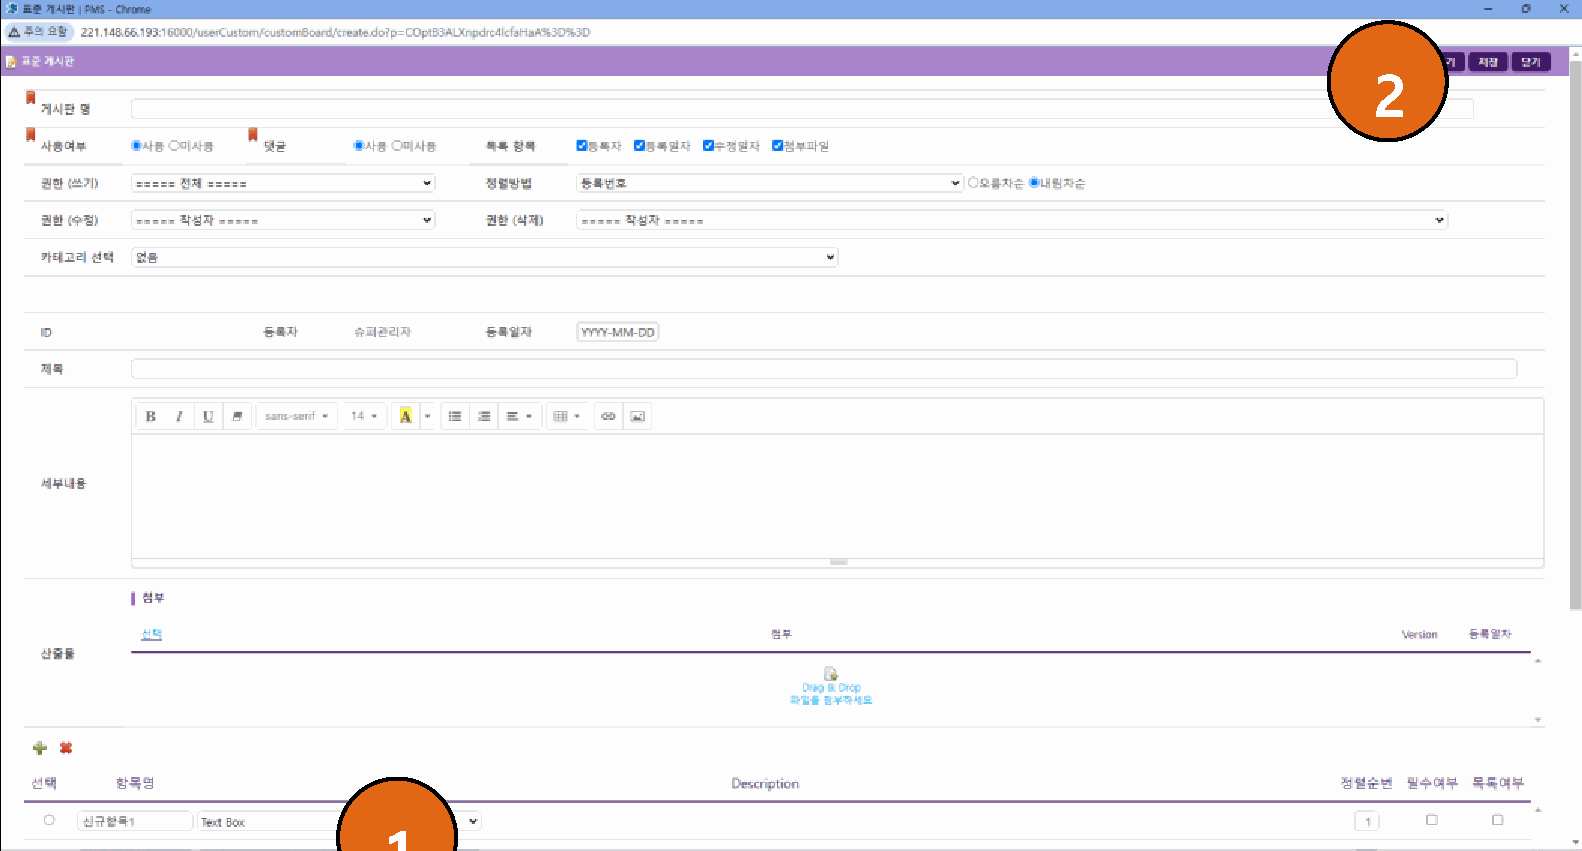 표준 게시판 | PMS - Chrome
주의 요함 221.148.66.193:16000/userCustom/customBoard/create.do?p=COptB3ALXnpdrc4IcfaHaA%3D%3D
표준 게시판 기 저장 닫기
2
게시판 명
사용여부 사용 미사용 댓글 사용 미사용 목록 항목 등록자 등록일자 수정일자 첨부파일
권한 (쓰기) ===== 전체 ===== 정렬방법 등록번호 오름차순 내림차순
권한 (수정) ===== 작성자 ===== 권한 (삭제) ===== 작성자 =====
카테고리 선택 없음
ID 등록자 슈퍼관리자 등록일자 YYYY-MM-DD
제목
B I U sans-serif 14 A
세부내용
첨부
선택 첨부 Version 등록일자
산출물
Drag & Drop
파일을 첨부하세요
선택 항목명 Description 정렬순번 필수여부 목록여부
신규항목1 Text Box 1
1